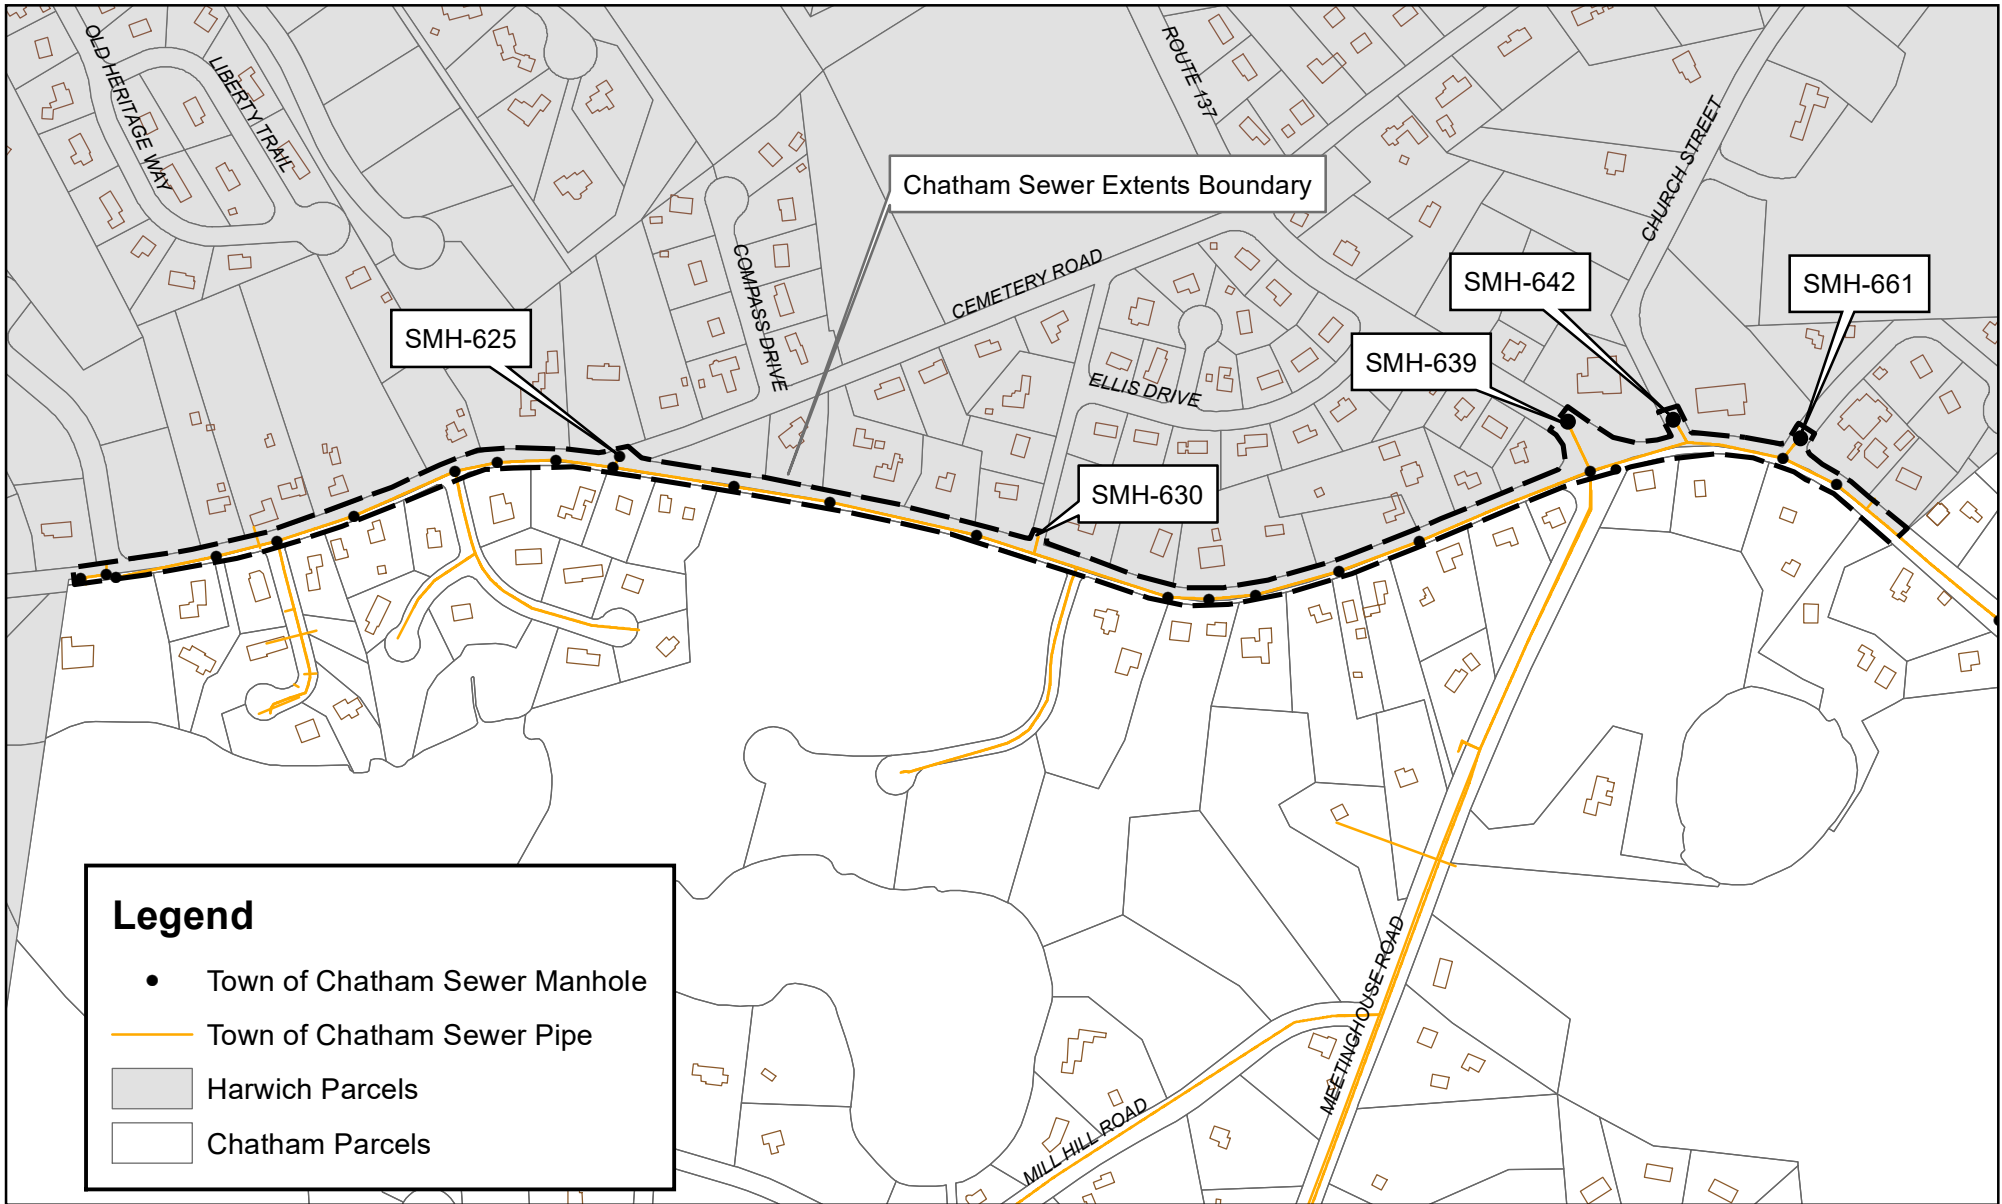 OLD HERITAGE WAY
LIBERTY TRAIL
ROUTE 137
CHURCH STREET
Chatham Sewer Extents Boundary
COMPASS DRIVE
CEMETERY ROAD
SMH-642
SMH-661
SMH-625
SMH-639
ELLIS DRIVE
SMH-630
MEETINGHOUSE ROAD
MILL HILL ROAD
Legend
Town of Chatham Sewer Manhole
Town of Chatham Sewer Pipe
Harwich Parcels
Chatham Parcels